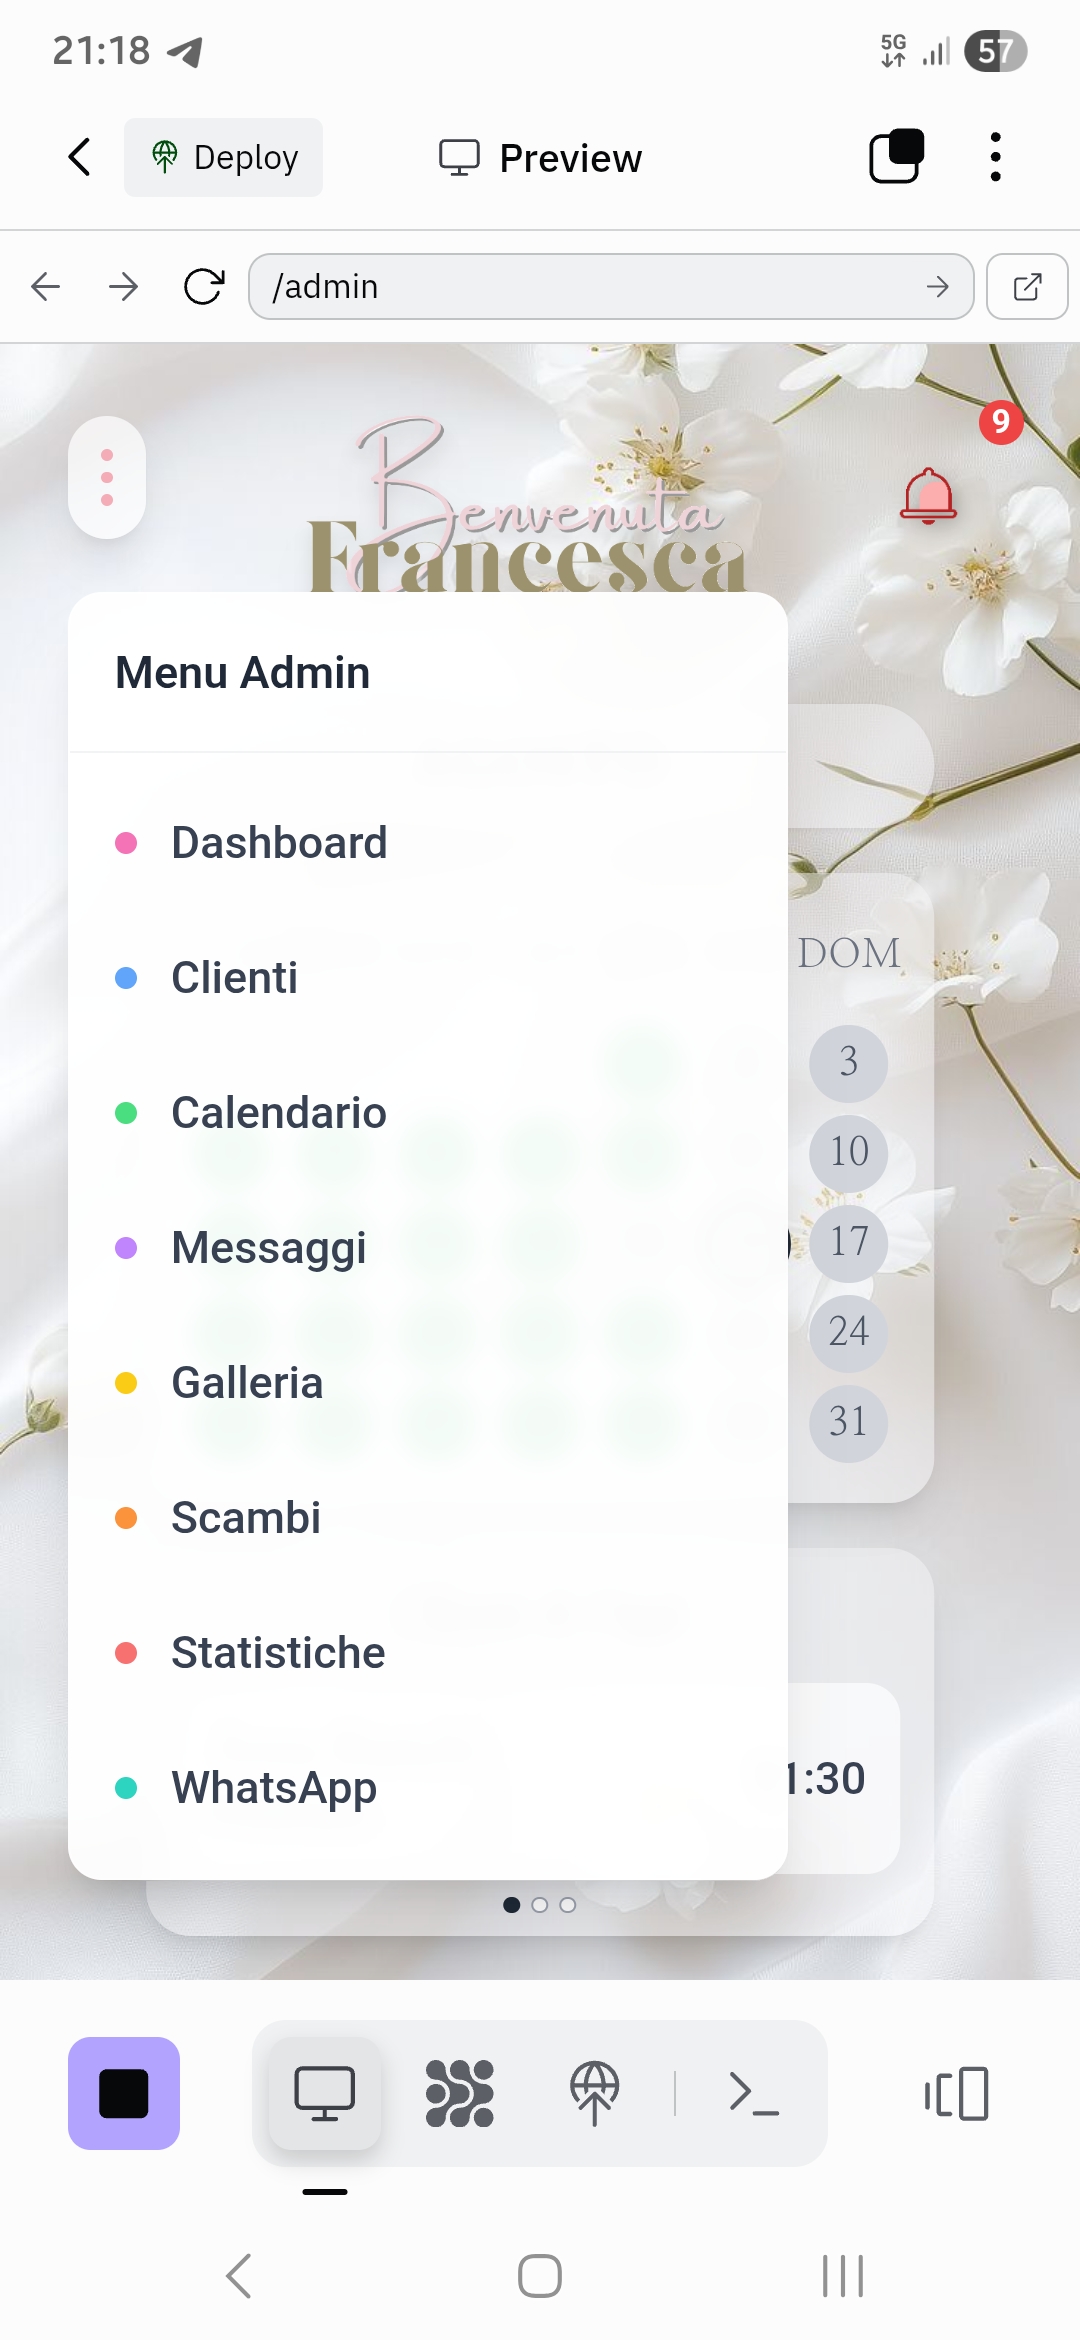 21:18
5G
57
Deploy
Preview
/admin
9
Benvenuta
Francesca
Menu Admin
Dashboard
DOM
Clienti
3
Calendario
10
Messaggi
17
24
Galleria
31
Scambi
Statistiche
1:30
WhatsApp